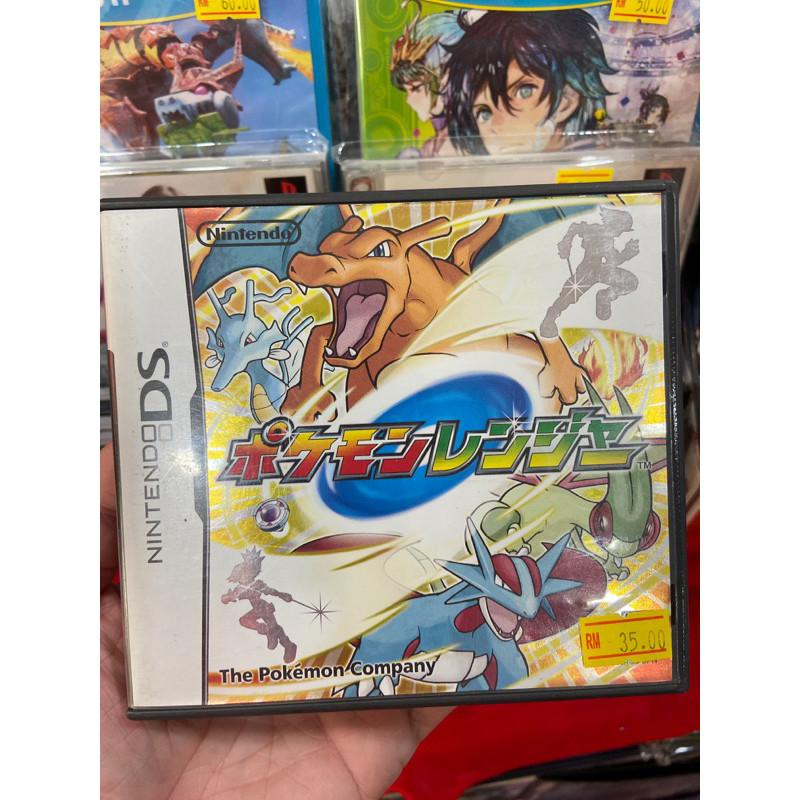 RM 60.00
RM 50.00
Nintendo
NINTENDO DS
ポケモンレンジャー
TM
The Pokémon Company
RM 35.00